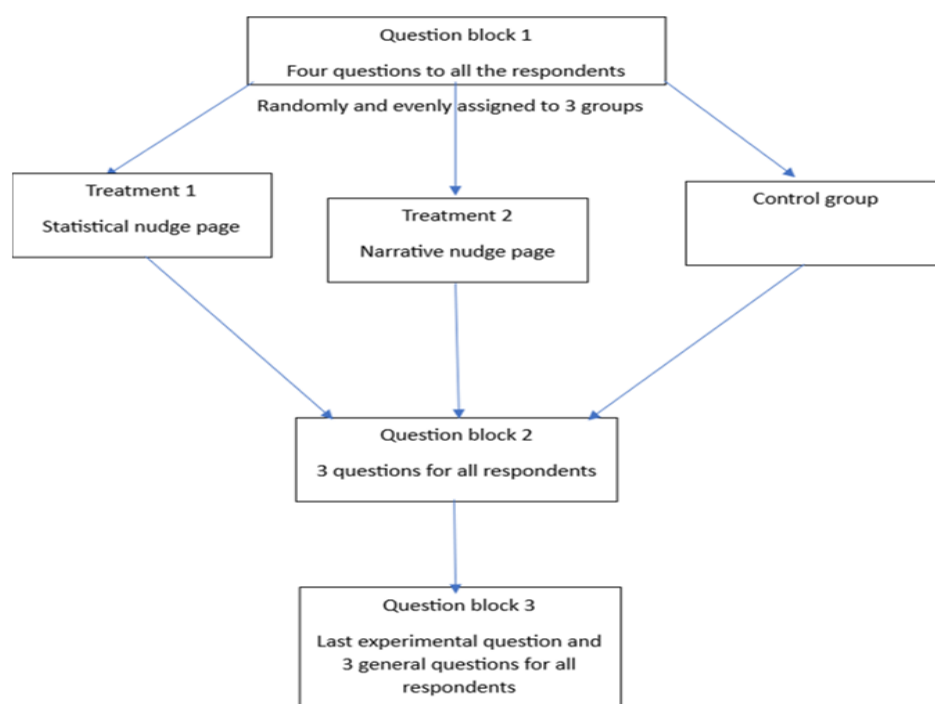 Question block 1
Four questions to all the respondents
Randomly and evenly assigned to 3 groups
Treatment 1
Statistical nudge page
Treatment 2
Narrative nudge page
Control group
Question block 2
3 questions for all respondents
Question block 3
Last experimental question and
3 general questions for all
respondents